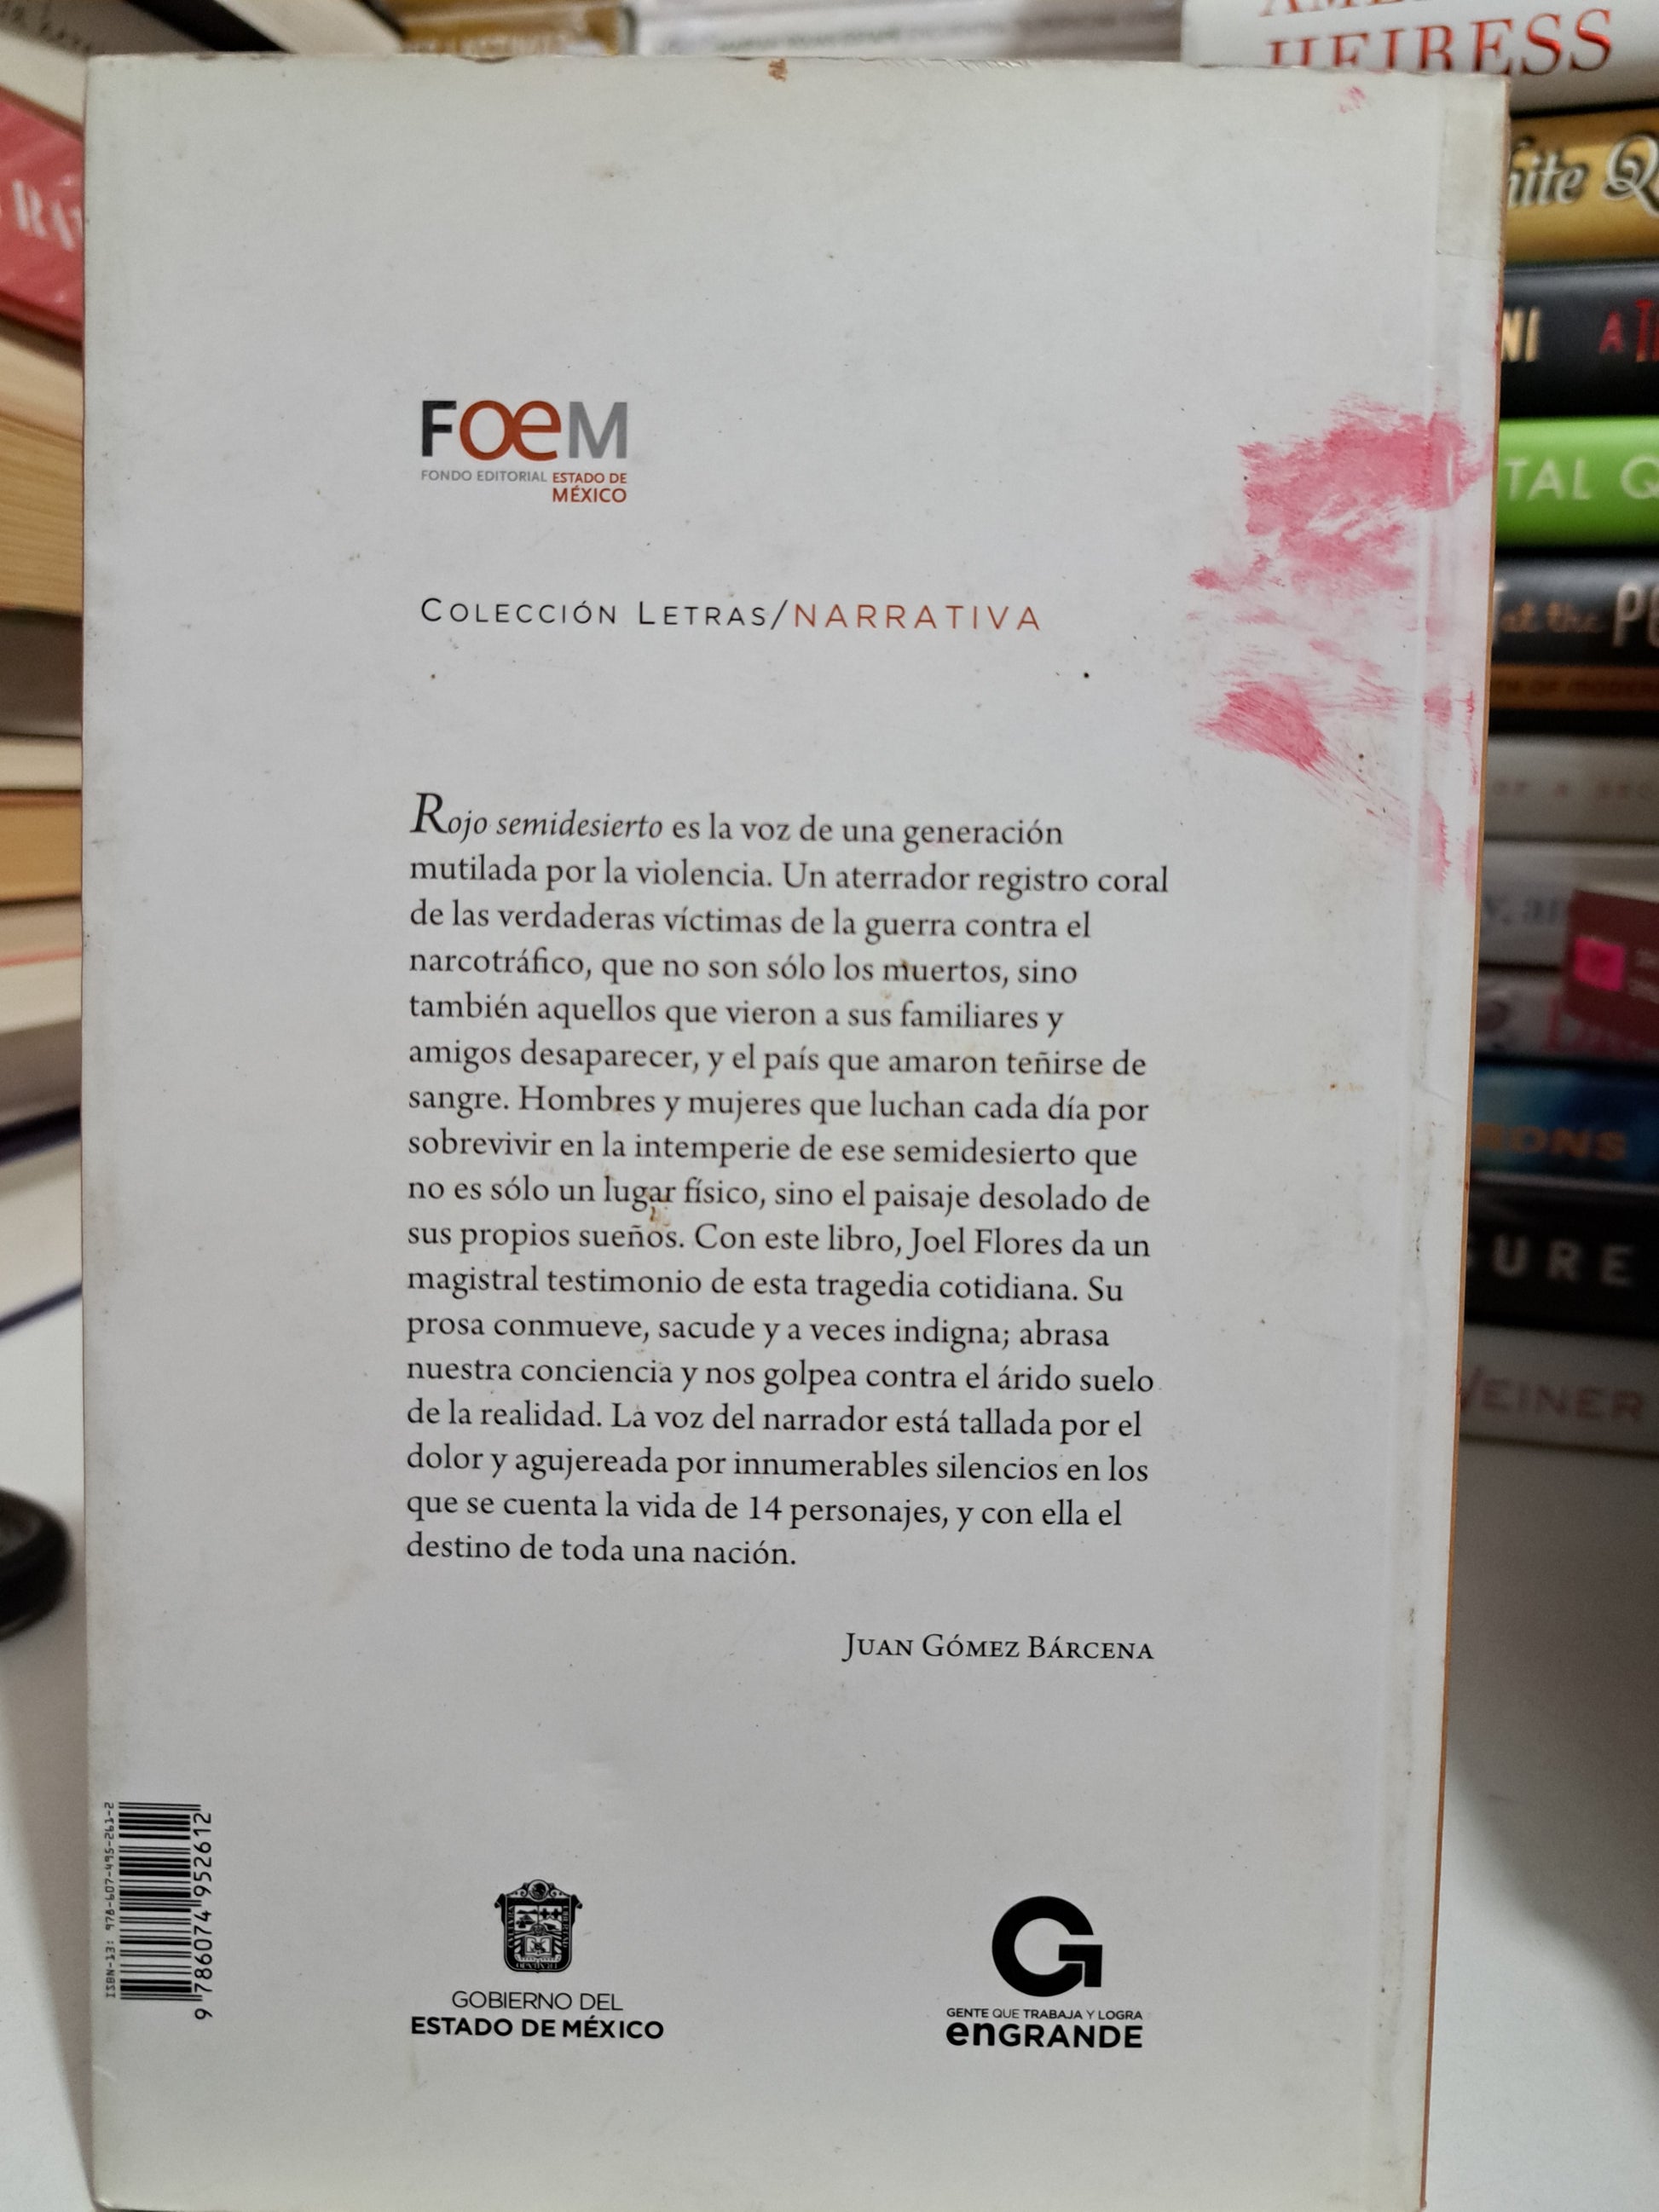 HEIRESS
FOEM
FONDO EDITORIAL ESTADO DE
MÉXICO
COLECCIÓN LETRAS/NARRATIVA
Rojo semidesierto es la voz de una generación
mutilada por la violencia. Un aterrador registro coral
de las verdaderas víctimas de la guerra contra el
narcotráfico, que no son sólo los muertos, sino
también aquellos que vieron a sus familiares y
amigos desaparecer, y el país que amaron teñirse de
sangre. Hombres y mujeres que luchan cada día por
sobrevivir en la intemperie de ese semidesierto que
no es sólo un lugar físico, sino el paisaje desolado de
sus propios sueños. Con este libro, Joel Flores da un
magistral testimonio de esta tragedia cotidiana. Su
prosa conmueve, sacude y a veces indigna; abrasa
nuestra conciencia y nos golpea contra el árido suelo
de la realidad. La voz del narrador está tallada por el
dolor y agujereada por innumerables silencios en los
que se cuenta la vida de 14 personajes, y con ella el
destino de toda una nación.
JUAN GÓMEZ BÁRCENA
ISBN-13: 978-607-495-261-2
9 786074 952612
GOBIERNO DEL
ESTADO DE MÉXICO
GENTE QUE TRABAJA Y LOGRA
enGRANDE
hite Q
NI A
TAL Q
at the
GURE
WEINER